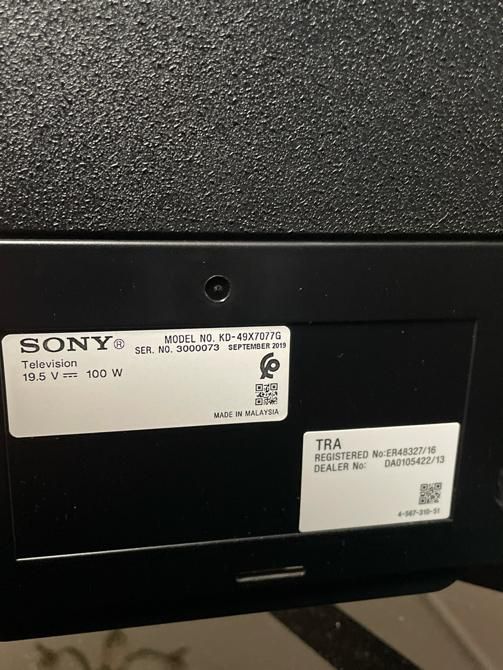 SONY®
MODEL NO. KD-49X7077G
SER. NO. 3000073 SEPTEMBER 2019
Television
19.5 V ⎓ 100 W
MADE IN MALAYSIA
TRA
REGISTERED No:ER48327/16
DEALER No: DA0105422/13
4-567-310-51